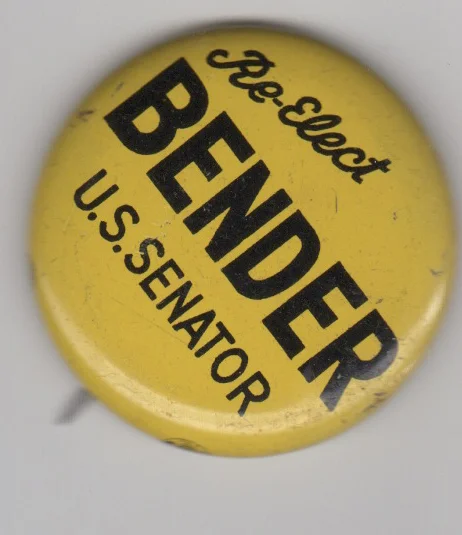 Re-Elect
BENDER
U.S. SENATOR